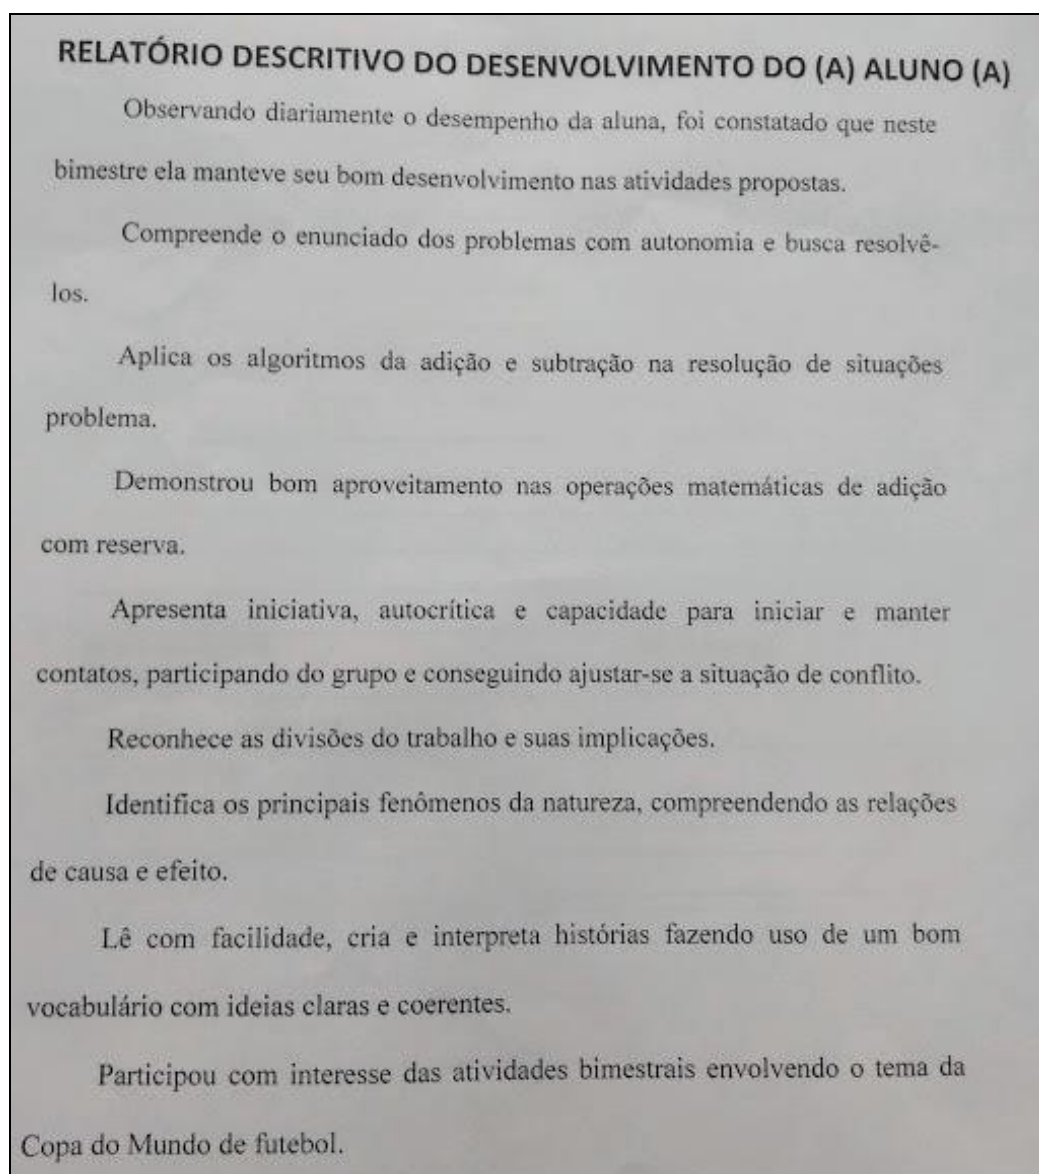 RELATÓRIO DESCRITIVO DO DESENVOLVIMENTO DO (A) ALUNO (A)
Observando diariamente o desempenho da aluna, foi constatado que neste
bimestre ela manteve seu bom desenvolvimento nas atividades propostas.
Compreende o enunciado dos problemas com autonomia e busca resolvê-
los.
Aplica os algoritmos da adição e subtração na resolução de situações
problema.
Demonstrou bom aproveitamento nas operações matemáticas de adição
com reserva.
Apresenta iniciativa, autocrítica e capacidade para iniciar e manter
contatos, participando do grupo e conseguindo ajustar-se a situação de conflito.
Reconhece as divisões do trabalho e suas implicações.
Identifica os principais fenômenos da natureza, compreendendo as relações
de causa e efeito.
Lê com facilidade, cria e interpreta histórias fazendo uso de um bom
vocabulário com ideias claras e coerentes.
Participou com interesse das atividades bimestrais envolvendo o tema da
Copa do Mundo de futebol.